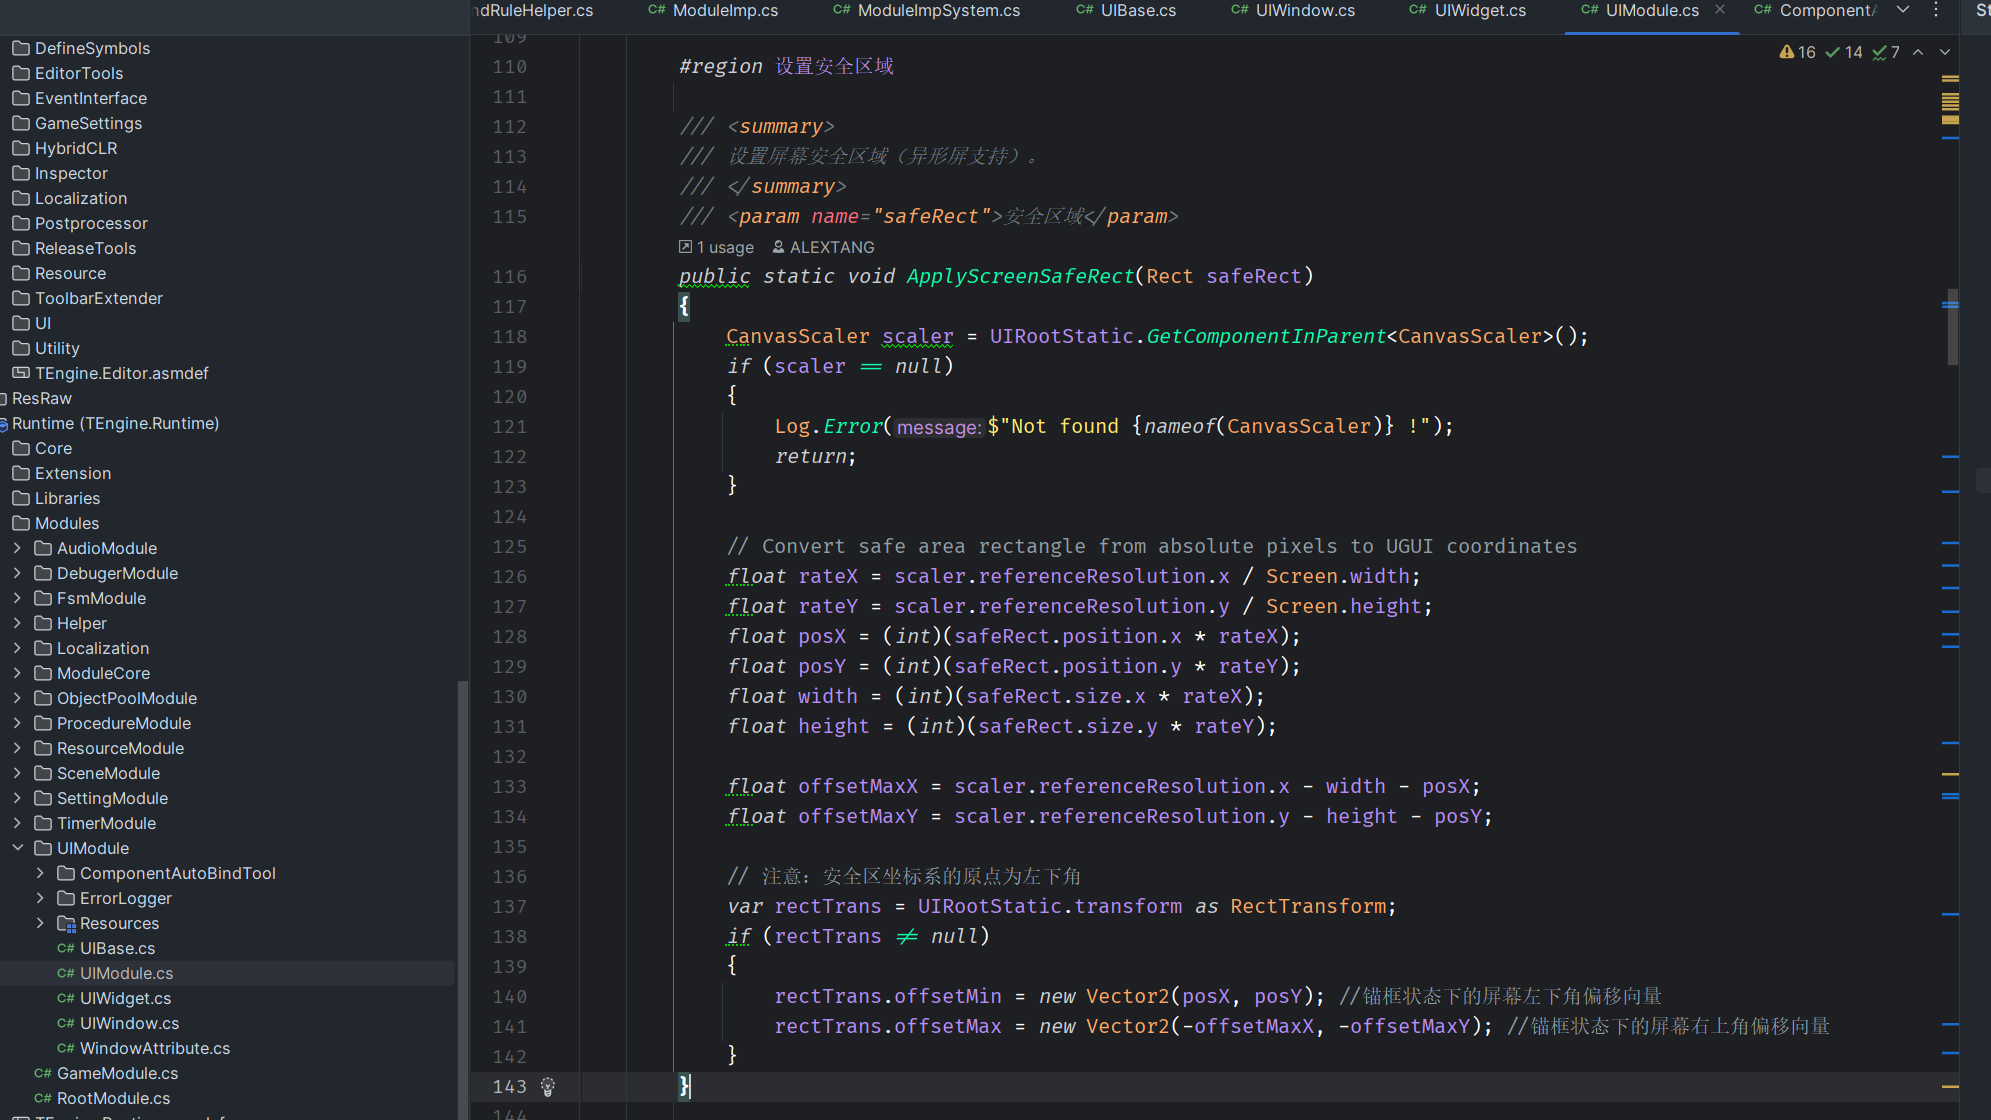 ndRuleHelper.cs
C# ModuleImp.cs
C# ModuleImpSystem.cs
C# UIBase.cs
C# UIWindow.cs
C# UIWidget.cs
C# UIModule.cs
C# Component
St
DefineSymbols
EditorTools
EventInterface
GameSettings
HybridCLR
Inspector
Localization
Postprocessor
ReleaseTools
Resource
ToolbarExtender
UI
Utility
TEngine.Editor.asmdef
ResRaw
Runtime (TEngine.Runtime)
Core
Extension
Libraries
Modules
AudioModule
DebugerModule
FsmModule
Helper
Localization
ModuleCore
ObjectPoolModule
ProcedureModule
ResourceModule
SceneModule
SettingModule
TimerModule
UIModule
ComponentAutoBindTool
ErrorLogger
Resources
C# UIBase.cs
C# UIModule.cs
C# UIWidget.cs
C# UIWindow.cs
C# WindowAttribute.cs
C# GameModule.cs
C# RootModule.cs
16 14 7
109
110 #region 设置安全区域
111
112 /// <summary>
113 /// 设置屏幕安全区域（异形屏支持）。
114 /// </summary>
115 /// <param name="safeRect">安全区域</param>
1 usage ALEXTANG
116 public static void ApplyScreenSafeRect(Rect safeRect)
117 {
118 CanvasScaler scaler = UIRootStatic.GetComponentInParent<CanvasScaler>();
119 if (scaler == null)
120 {
121 Log.Error(message: $"Not found {nameof(CanvasScaler)} !");
122 return;
123 }
124
125 // Convert safe area rectangle from absolute pixels to UGUI coordinates
126 float rateX = scaler.referenceResolution.x / Screen.width;
127 float rateY = scaler.referenceResolution.y / Screen.height;
128 float posX = (int)(safeRect.position.x * rateX);
129 float posY = (int)(safeRect.position.y * rateY);
130 float width = (int)(safeRect.size.x * rateX);
131 float height = (int)(safeRect.size.y * rateY);
132
133 float offsetMaxX = scaler.referenceResolution.x - width - posX;
134 float offsetMaxY = scaler.referenceResolution.y - height - posY;
135
136 // 注意：安全区坐标系的原点为左下角
137 var rectTrans = UIRootStatic.transform as RectTransform;
138 if (rectTrans != null)
139 {
140 rectTrans.offsetMin = new Vector2(posX, posY); //锚框状态下的屏幕左下角偏移向量
141 rectTrans.offsetMax = new Vector2(-offsetMaxX, -offsetMaxY); //锚框状态下的屏幕右上角偏移向量
142 }
143 }
144